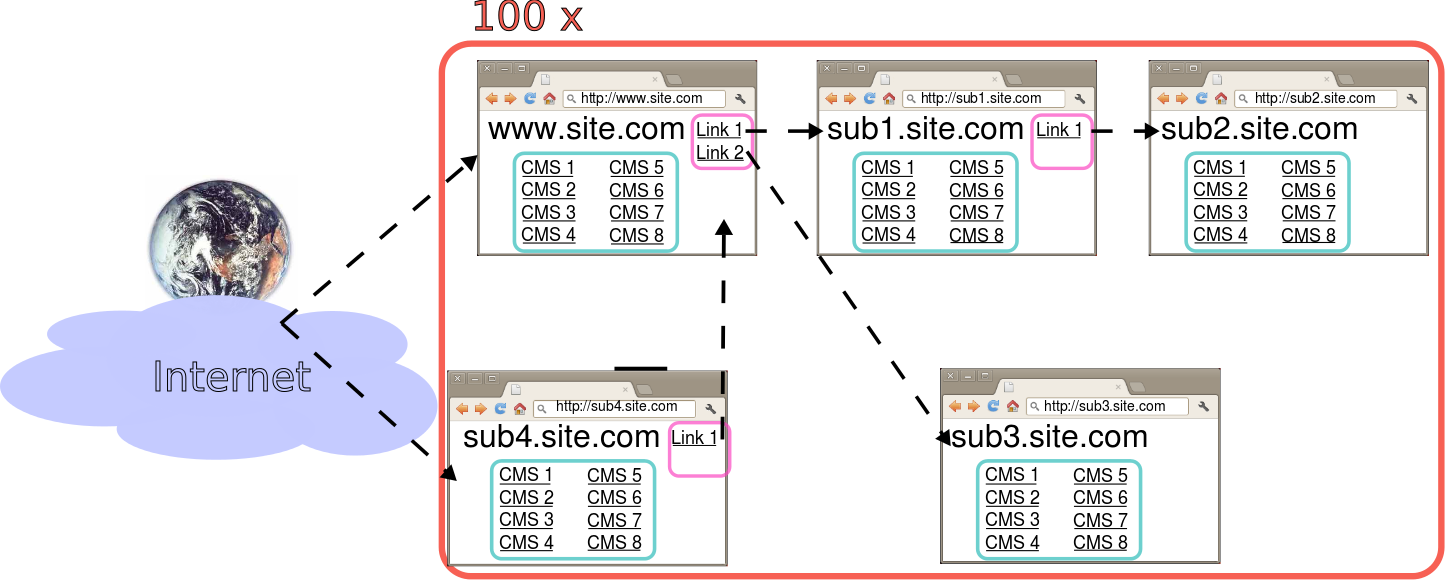 100 x
http://www.site.com
www.site.com
Link 1
Link 2
CMS 1 CMS 5
CMS 2 CMS 6
CMS 3 CMS 7
CMS 4 CMS 8
http://sub1.site.com
sub1.site.com
Link 1
CMS 1 CMS 5
CMS 2 CMS 6
CMS 3 CMS 7
CMS 4 CMS 8
http://sub2.site.com
sub2.site.com
CMS 1 CMS 5
CMS 2 CMS 6
CMS 3 CMS 7
CMS 4 CMS 8
Internet
http://sub4.site.com
sub4.site.com
Link 1
CMS 1 CMS 5
CMS 2 CMS 6
CMS 3 CMS 7
CMS 4 CMS 8
http://sub3.site.com
sub3.site.com
CMS 1 CMS 5
CMS 2 CMS 6
CMS 3 CMS 7
CMS 4 CMS 8